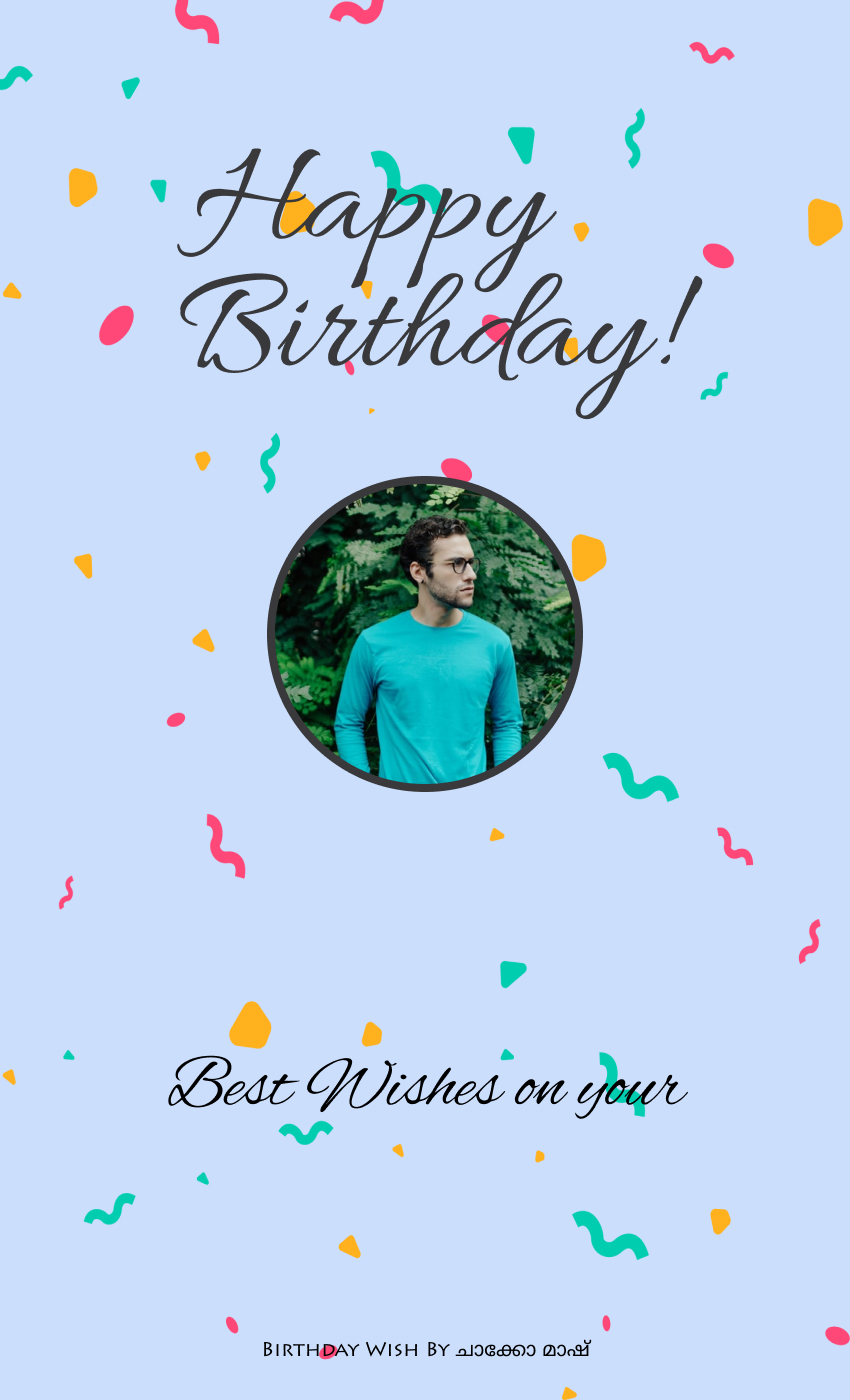 Happy
Birthday!
Best Wishes on your
Birthday Wish By ചാക്കോ മാഷ്